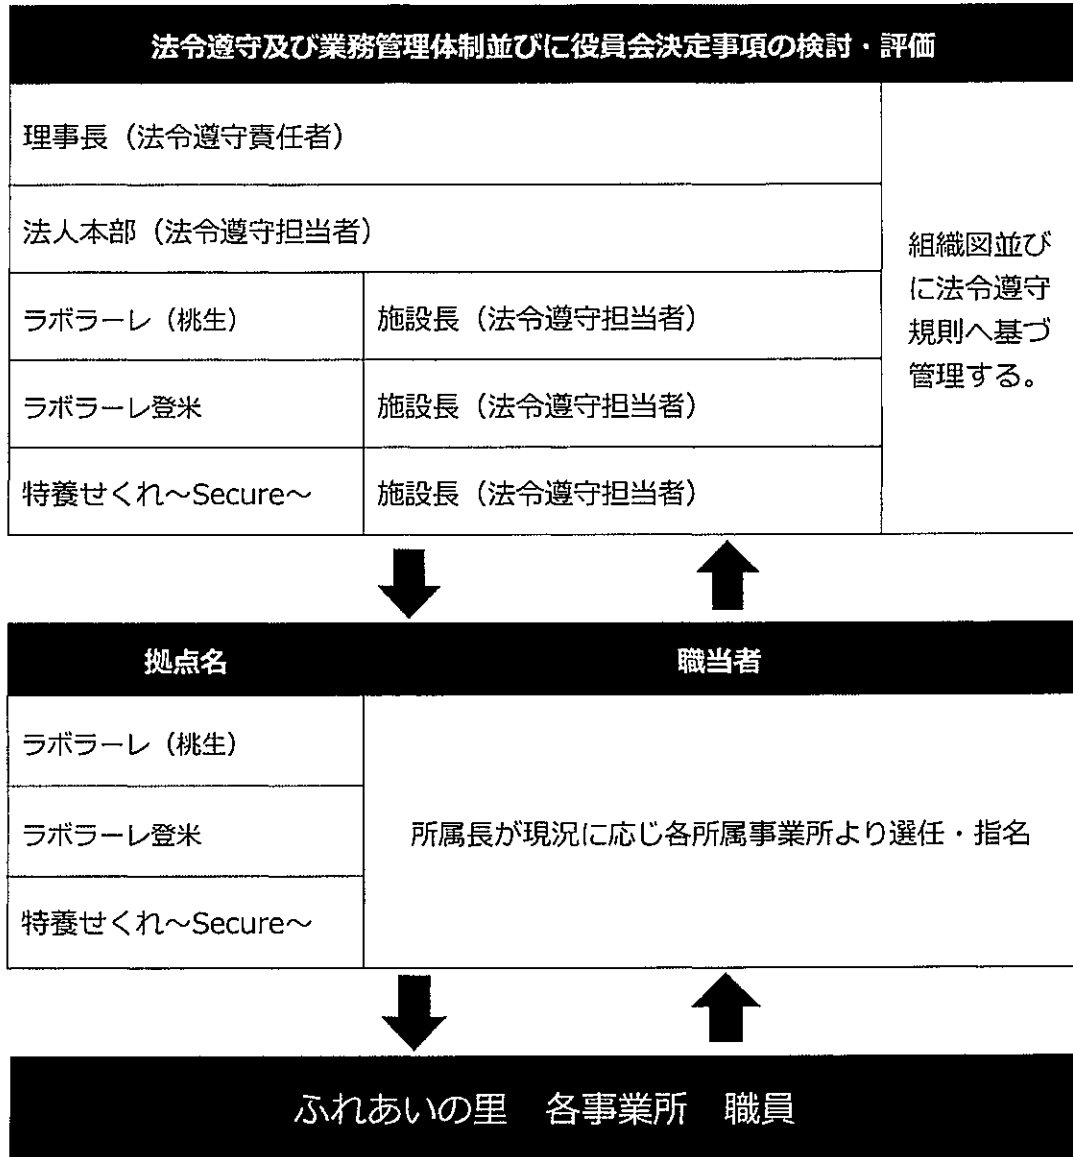 法令遵守及び業務管理体制並びに役員会決定事項の検討・評価
理事長（法令遵守責任者）
法人本部（法令遵守担当者）
ラボラーレ（桃生）
施設長（法令遵守担当者）
ラボラーレ登米
施設長（法令遵守担当者）
特養せくれ～Secure～
施設長（法令遵守担当者）
組織図並び
に法令遵守
規則へ基づ
管理する。
拠点名
職当者
ラボラーレ（桃生）
ラボラーレ登米
特養せくれ～Secure～
所属長が現況に応じ各所属事業所より選任・指名
ふれあいの里　各事業所　職員